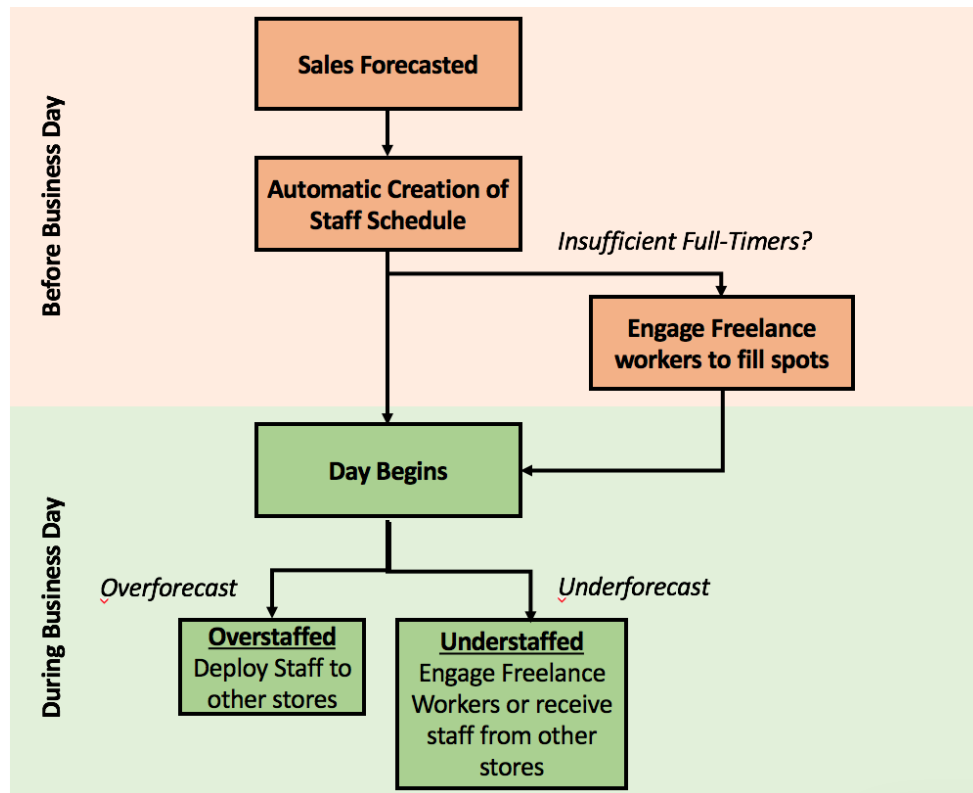 Before Business Day
Sales Forecasted
Automatic Creation of
Staff Schedule
Insufficient Full-Timers?
Engage Freelance
workers to fill spots
During Business Day
Day Begins
Overforecast
Underforecast
Overstaffed
Deploy Staff to
other stores
Understaffed
Engage Freelance
Workers or receive
staff from other
stores